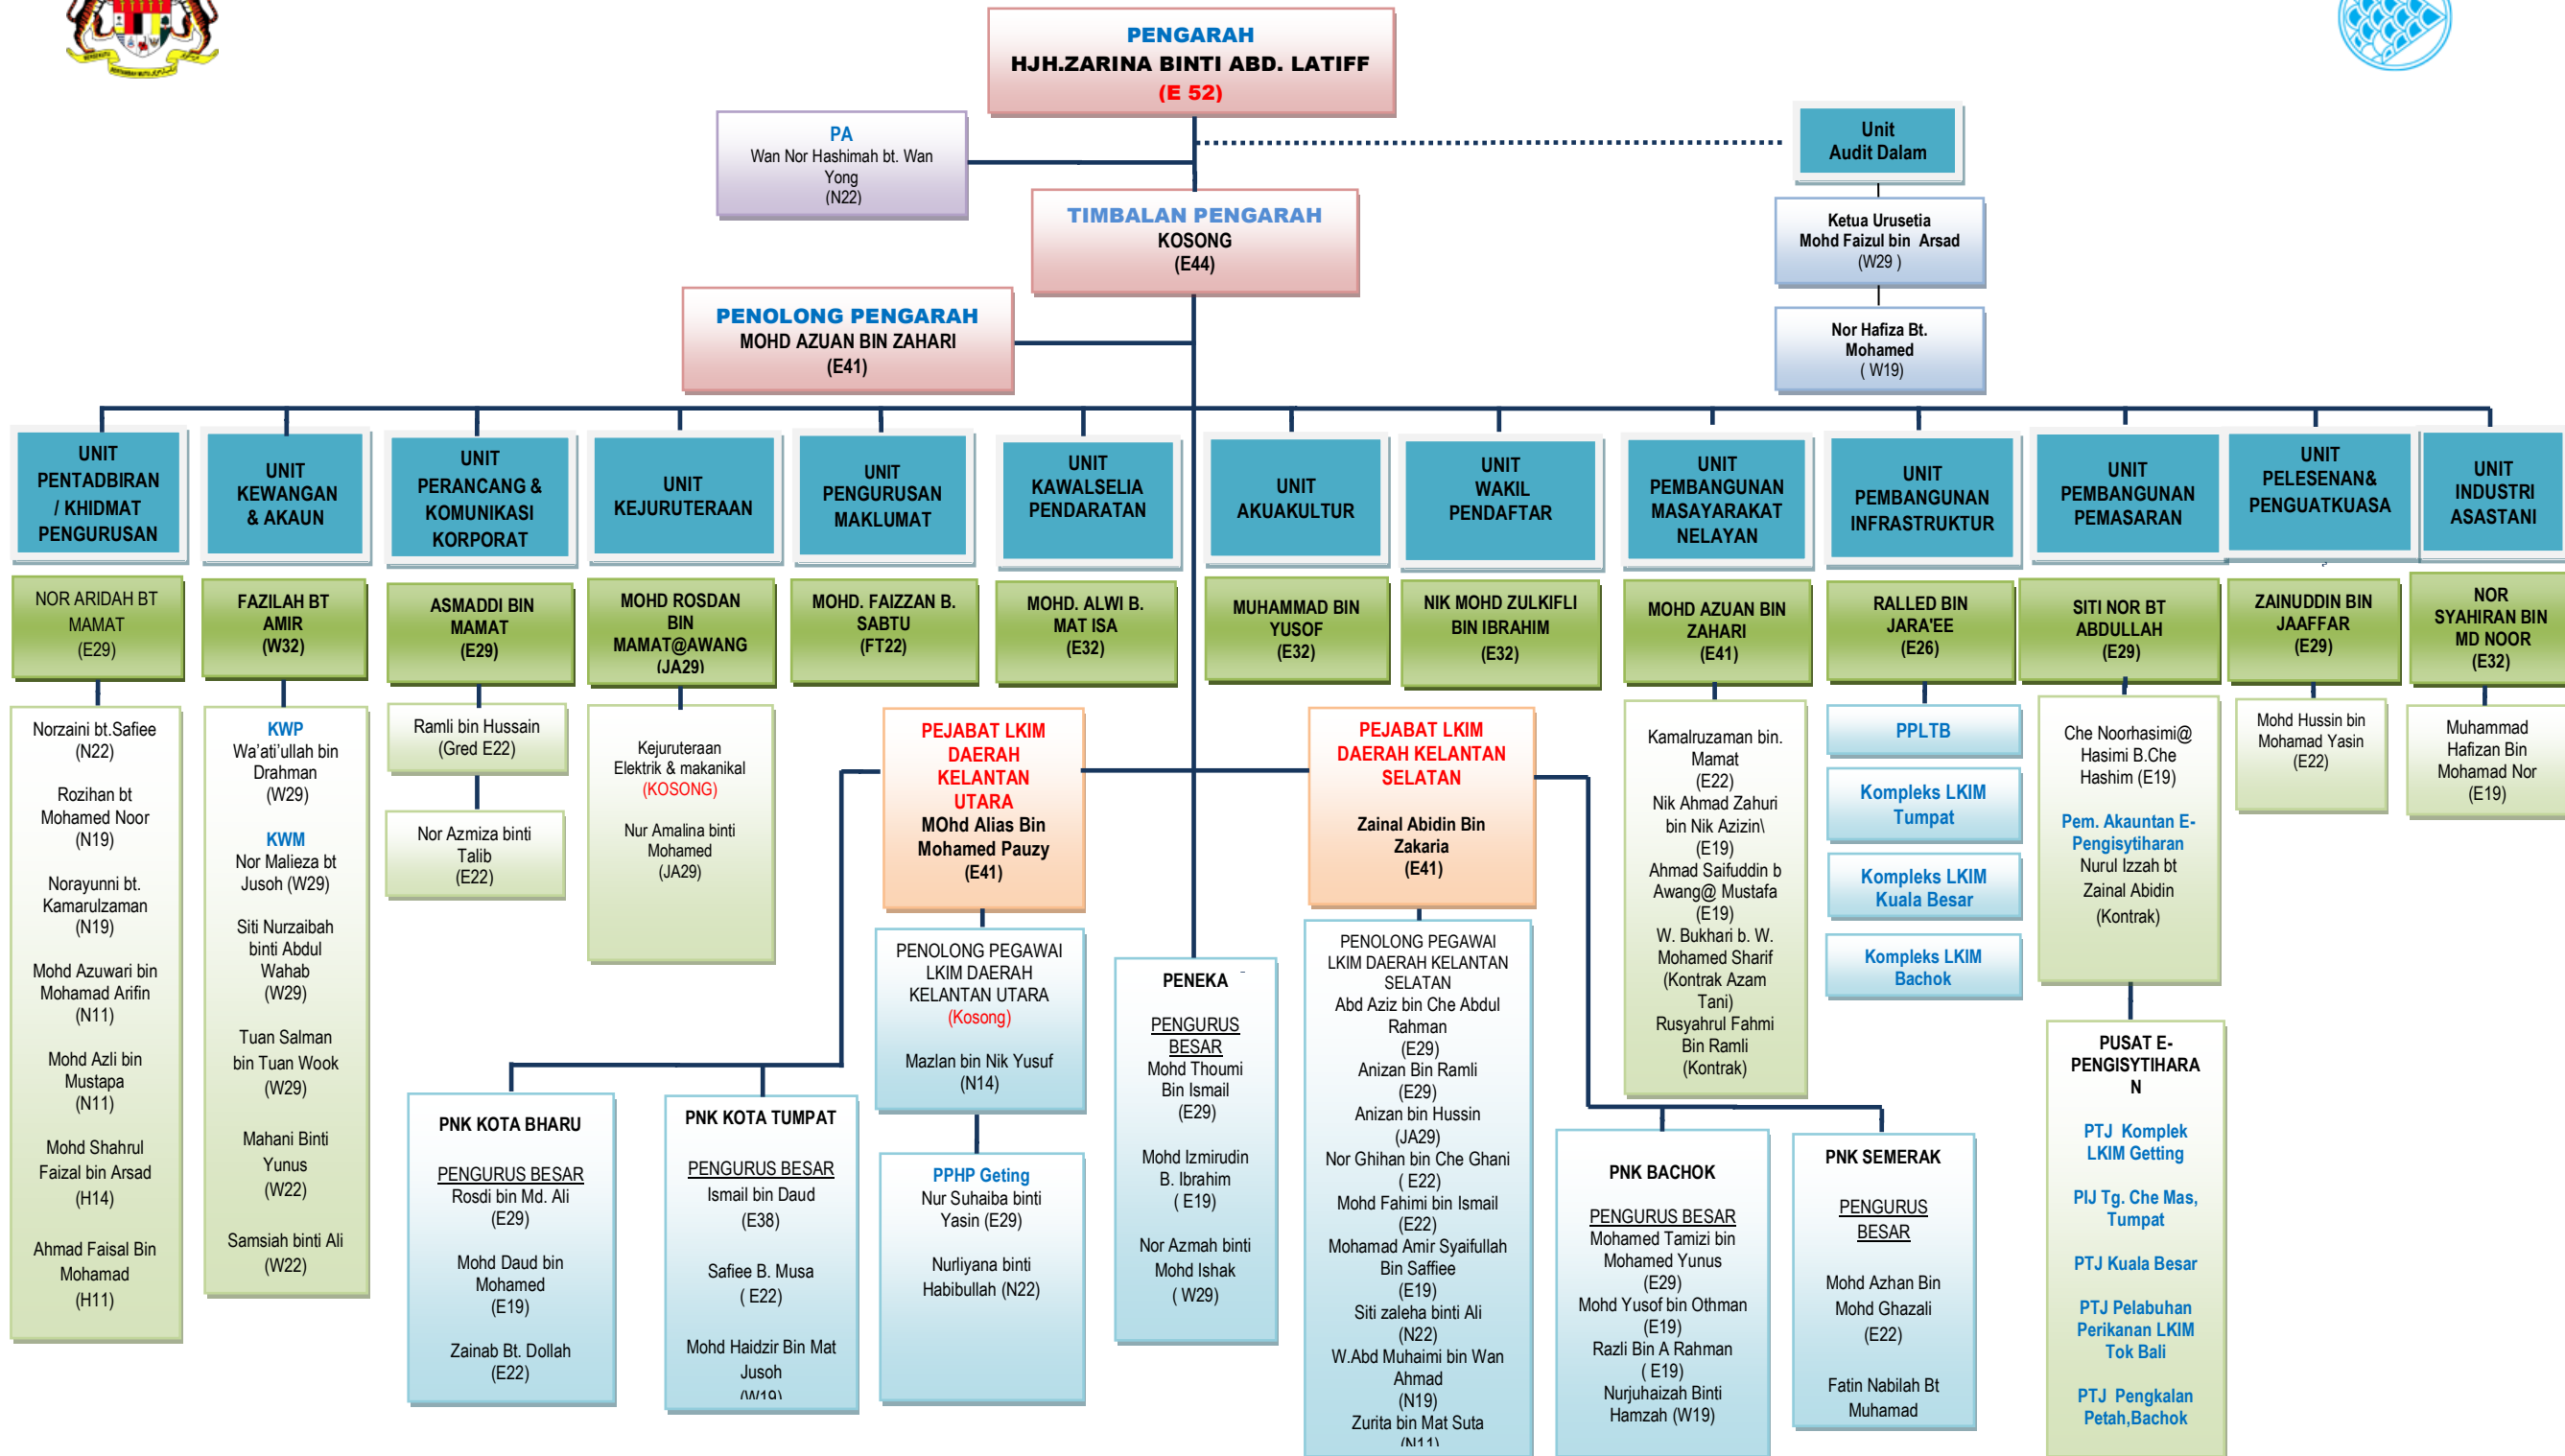 PENGARAH
HJH.ZARINA BINTI ABD. LATIFF
(E 52)
PA
Wan Nor Hashimah bt. Wan
Yong
(N22)
Unit
Audit Dalam
TIMBALAN PENGARAH
KOSONG
(E44)
Ketua Urusetia
Mohd Faizul bin Arsad
(W29 )
PENOLONG PENGARAH
MOHD AZUAN BIN ZAHARI
(E41)
Nor Hafiza Bt.
Mohamed
( W19)
UNIT
PENTADBIRAN
/ KHIDMAT
PENGURUSAN
UNIT
KEWANGAN
& AKAUN
UNIT
PERANCANG &
KOMUNIKASI
KORPORAT
UNIT
KEJURUTERAAN
UNIT
PENGURUSAN
MAKLUMAT
UNIT
KAWALSELIA
PENDARATAN
UNIT
AKUAKULTUR
UNIT
WAKIL
PENDAFTAR
UNIT
PEMBANGUNAN
MASAYARAKAT
NELAYAN
UNIT
PEMBANGUNAN
INFRASTRUKTUR
UNIT
PEMBANGUNAN
PEMASARAN
UNIT
PELESENAN&
PENGUATKUASA
UNIT
INDUSTRI
ASASTANI
NOR ARIDAH BT
MAMAT
(E29)
FAZILAH BT
AMIR
(W32)
ASMADDI BIN
MAMAT
(E29)
MOHD ROSDAN
BIN
MAMAT@AWANG
(JA29)
MOHD. FAIZZAN B.
SABTU
(FT22)
MOHD. ALWI B.
MAT ISA
(E32)
MUHAMMAD BIN
YUSOF
(E32)
NIK MOHD ZULKIFLI
BIN IBRAHIM
(E32)
MOHD AZUAN BIN
ZAHARI
(E41)
RALLED BIN
JARA'EE
(E26)
SITI NOR BT
ABDULLAH
(E29)
ZAINUDDIN BIN
JAAFFAR
(E29)
NOR
SYAHIRAN BIN
MD NOOR
(E32)
Norzaini bt.Safiee
(N22)
Rozihan bt
Mohamed Noor
(N19)
Norayunni bt.
Kamarulzaman
(N19)
Mohd Azuwari bin
Mohamad Arifin
(N11)
Mohd Azli bin
Mustapa
(N11)
Mohd Shahrul
Faizal bin Arsad
(H14)
Ahmad Faisal Bin
Mohamad
(H11)
KWP
Wa'ati'ullah bin
Drahman
(W29)
KWM
Nor Malieza bt
Jusoh (W29)
Siti Nurzaibah
binti Abdul
Wahab
(W29)
Tuan Salman
bin Tuan Wook
(W29)
Mahani Binti
Yunus
(W22)
Samsiah binti Ali
(W22)
Ramli bin Hussain
(Gred E22)
Nor Azmiza binti
Talib
(E22)
Kejuruteraan
Elektrik & makanikal
(KOSONG)
Nur Amalina binti
Mohamed
(JA29)
PEJABAT LKIM
DAERAH
KELANTAN
UTARA
MOhd Alias Bin
Mohamed Pauzy
(E41)
PEJABAT LKIM
DAERAH KELANTAN
SELATAN
Zainal Abidin Bin
Zakaria
(E41)
Kamalruzaman bin.
Mamat
(E22)
Nik Ahmad Zahuri
bin Nik Azizin\
(E19)
Ahmad Saifuddin b
Awang@ Mustafa
(E19)
W. Bukhari b. W.
Mohamed Sharif
(Kontrak Azam
Tani)
Rusyahrul Fahmi
Bin Ramli
(Kontrak)
PPLTB
Kompleks LKIM
Tumpat
Kompleks LKIM
Kuala Besar
Kompleks LKIM
Bachok
Che Noorhasimi@
Hasimi B.Che
Hashim (E19)
Pem. Akauntan E-
Pengisytiharan
Nurul Izzah bt
Zainal Abidin
(Kontrak)
Mohd Hussin bin
Mohamad Yasin
(E22)
Muhammad
Hafizan Bin
Mohamad Nor
(E19)
PENOLONG PEGAWAI
LKIM DAERAH
KELANTAN UTARA
(Kosong)
Mazlan bin Nik Yusuf
(N14)
PENEKA
PENGURUS
BESAR
Mohd Thoumi
Bin Ismail
(E29)
Mohd Izmirudin
B. Ibrahim
( E19)
Nor Azmah binti
Mohd Ishak
( W29)
PENOLONG PEGAWAI
LKIM DAERAH KELANTAN
SELATAN
Abd Aziz bin Che Abdul
Rahman
(E29)
Anizan Bin Ramli
(E29)
Anizan bin Hussin
(JA29)
Nor Ghihan bin Che Ghani
( E22)
Mohd Fahimi bin Ismail
(E22)
Mohamad Amir Syaifullah
Bin Saffiee
(E19)
Siti zaleha binti Ali
(N22)
W.Abd Muhaimi bin Wan
Ahmad
(N19)
Zurita bin Mat Suta
(N11)
PNK KOTA BHARU
PENGURUS BESAR
Rosdi bin Md. Ali
(E29)
Mohd Daud bin
Mohamed
(E19)
Zainab Bt. Dollah
(E22)
PNK KOTA TUMPAT
PENGURUS BESAR
Ismail bin Daud
(E38)
Safiee B. Musa
( E22)
Mohd Haidzir Bin Mat
Jusoh
(W19)
PPHP Geting
Nur Suhaiba binti
Yasin (E29)
Nurliyana binti
Habibullah (N22)
PNK BACHOK
PENGURUS BESAR
Mohamed Tamizi bin
Mohamed Yunus
(E29)
Mohd Yusof bin Othman
(E19)
Razli Bin A Rahman
( E19)
Nurjuhaizah Binti
Hamzah (W19)
PNK SEMERAK
PENGURUS
BESAR
Mohd Azhan Bin
Mohd Ghazali
(E22)
Fatin Nabilah Bt
Muhamad
PUSAT E-
PENGISYTIHARA
N
PTJ Komplek
LKIM Getting
PIJ Tg. Che Mas,
Tumpat
PTJ Kuala Besar
PTJ Pelabuhan
Perikanan LKIM
Tok Bali
PTJ Pengkalan
Petah,Bachok